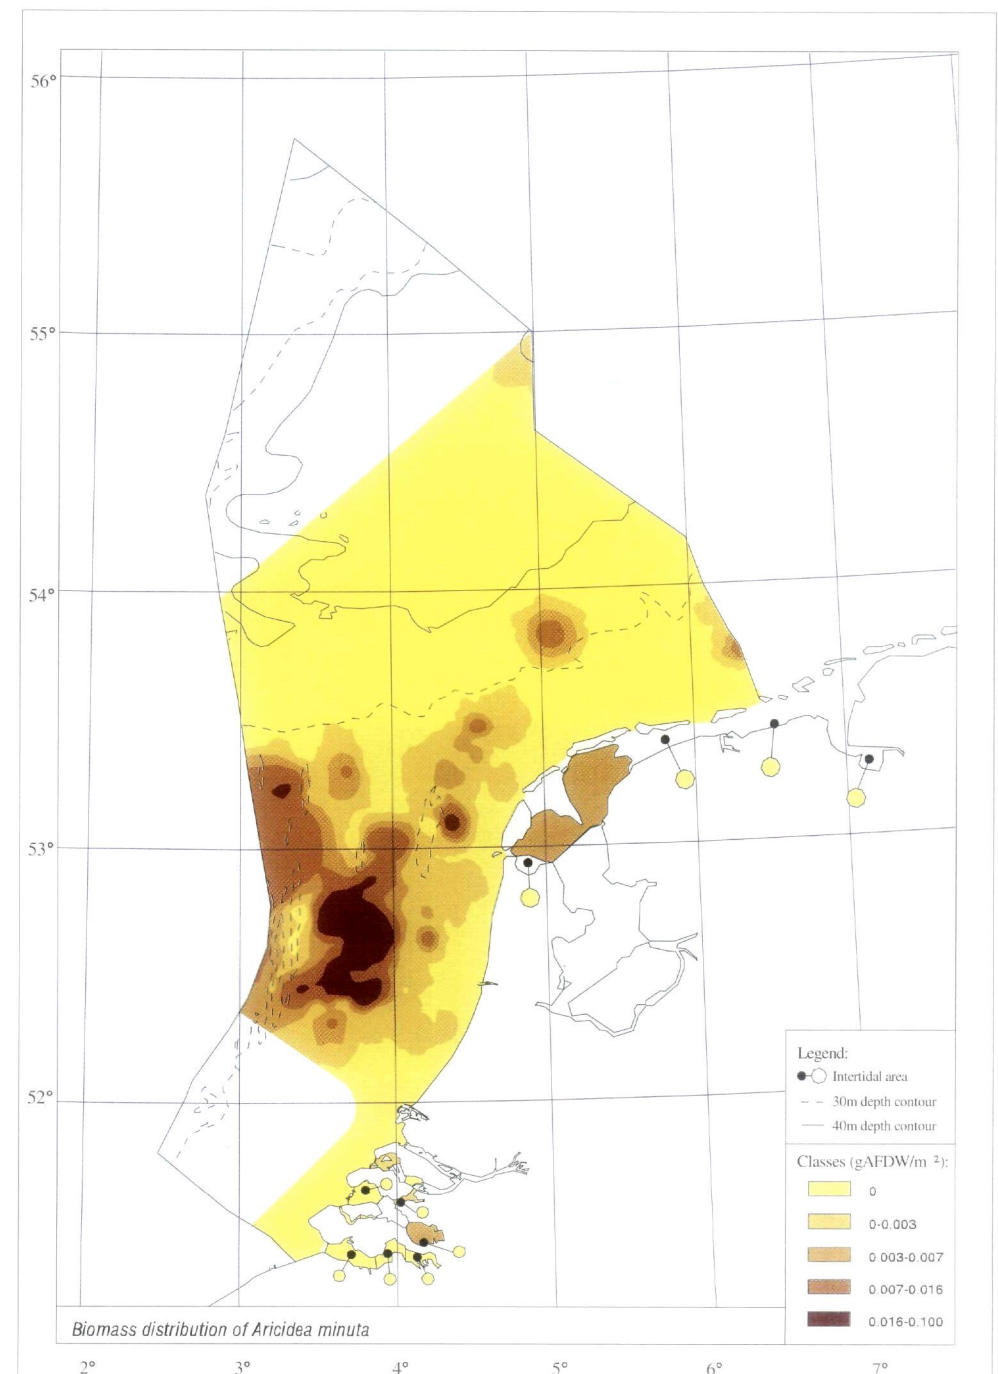 56°
55°
54°
53°
52°
Legend:
Intertidal area
30m depth contour
40m depth contour
Classes (gAFDW/m ²):
0
0-0.003
0.003-0.007
0.007-0.016
0.016-0.100
Biomass distribution of Aricidea minuta
2° 3° 4° 5° 6° 7°